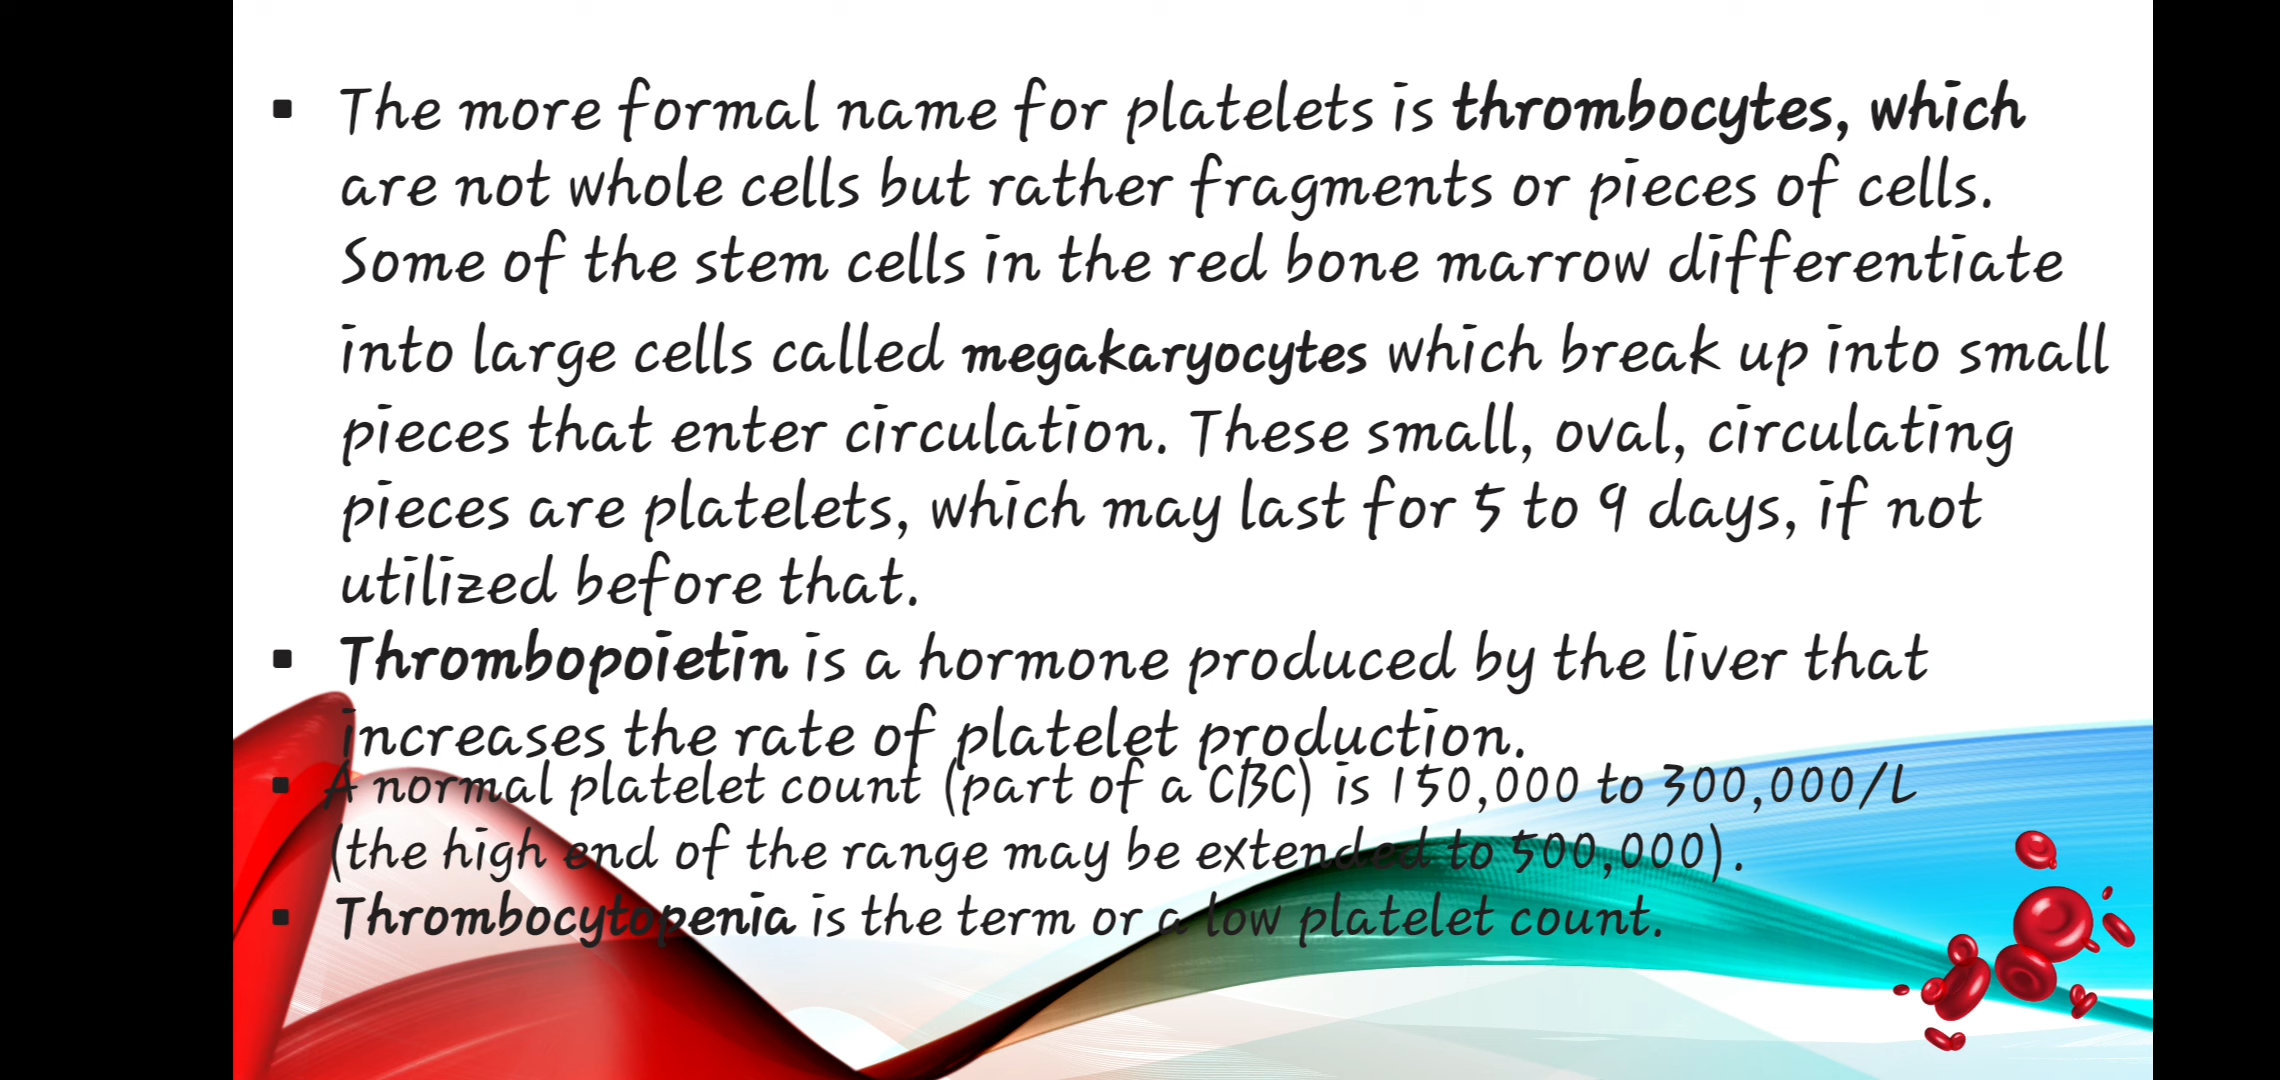 ▪ The more formal name for platelets is thrombocytes, which
are not whole cells but rather fragments or pieces of cells.
Some of the stem cells in the red bone marrow differentiate
into large cells called megakaryocytes which break up into small
pieces that enter circulation. These small, oval, circulating
pieces are platelets, which may last for 5 to 9 days, if not
utilized before that.
▪ Thrombopoietin is a hormone produced by the liver that
increases the rate of platelet production.
▪ A normal platelet count (part of a CBC) is 150,000 to 300,000/L
(the high end of the range may be extended to 500,000).
▪ Thrombocytopenia is the term or a low platelet count.